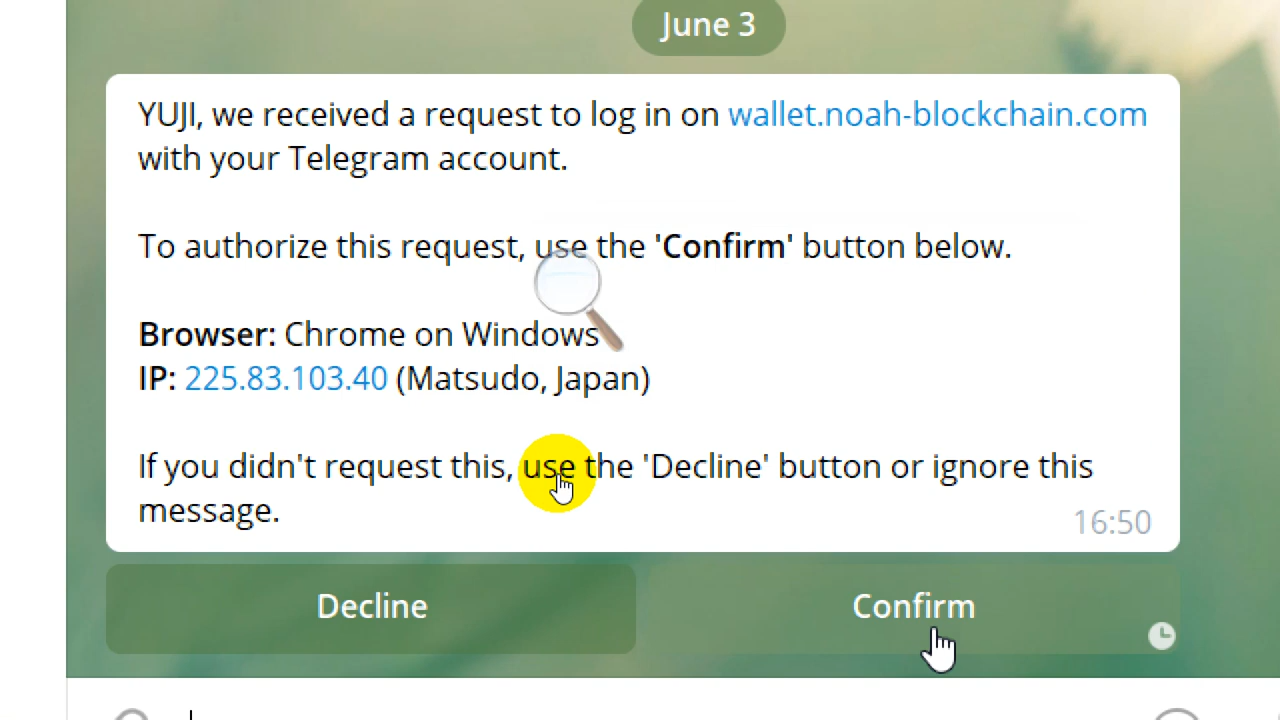 June 3
YUJI, we received a request to log in on wallet.noah-blockchain.com
with your Telegram account.
To authorize this request, use the 'Confirm' button below.
Browser: Chrome on Windows
IP: 225.83.103.40 (Matsudo, Japan)
If you didn't request this, use the 'Decline' button or ignore this
message.
16:50
Decline
Confirm